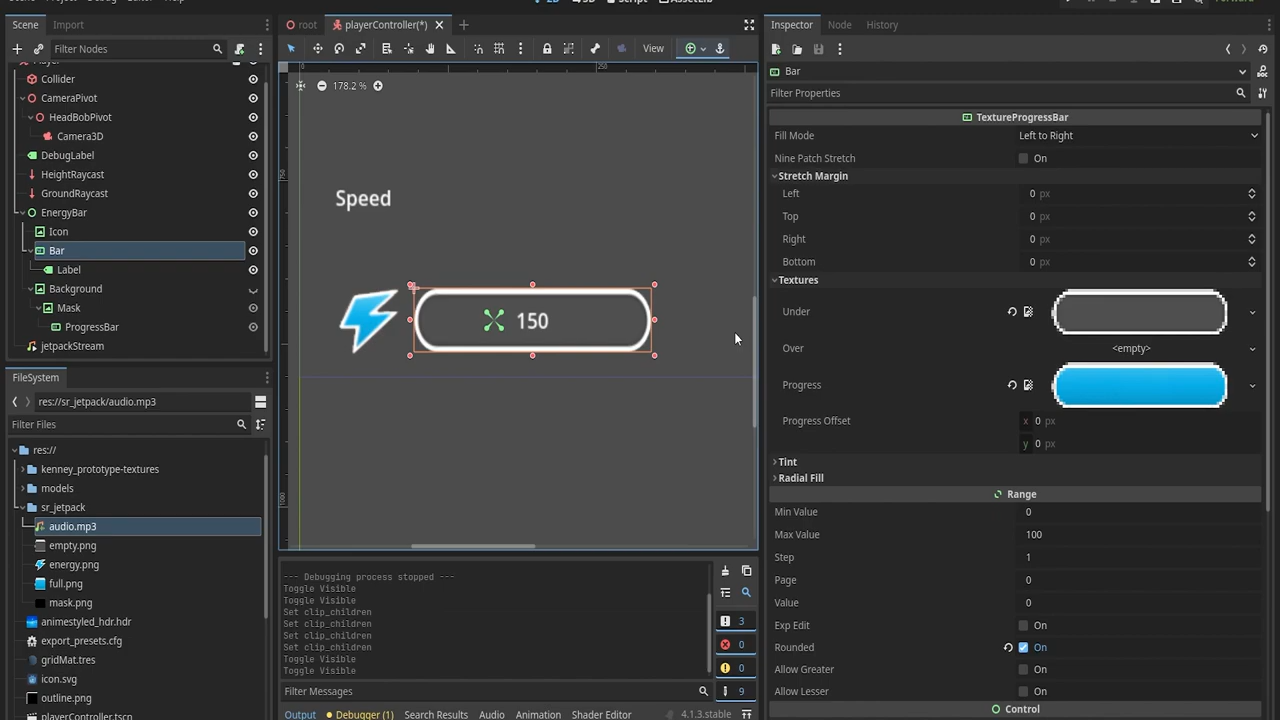 Scene
Import
Filter Nodes
Collider
CameraPivot
HeadBobPivot
Camera3D
DebugLabel
HeightRaycast
GroundRaycast
EnergyBar
Icon
Bar
Label
Background
Mask
ProgressBar
jetpackStream
FileSystem
res://sr_jetpack/audio.mp3
Filter Files
res://
kenney_prototype-textures
models
sr_jetpack
audio.mp3
empty.png
energy.png
full.png
mask.png
animestyled_hdr.hdr
export_presets.cfg
gridMat.tres
icon.svg
outline.png
playerController.tscn
root
playerController(*)
View
0
250
178.2 %
750
1000
Speed
150
--- Debugging process stopped ---
Toggle Visible
Toggle Visible
Set clip_children
Set clip_children
Set clip_children
Set clip_children
Toggle Visible
Toggle Visible
3
0
0
9
Filter Messages
Output
Debugger (1)
Search Results
Audio
Animation
Shader Editor
4.1.3.stable
Inspector
Node
History
Bar
Filter Properties
TextureProgressBar
Fill Mode Left to Right
Nine Patch Stretch On
Stretch Margin
Left 0 px
Top 0 px
Right 0 px
Bottom 0 px
Textures
Under
Over <empty>
Progress
Progress Offset x 0 px
y 0 px
Tint
Radial Fill
Range
Min Value 0
Max Value 100
Step 1
Page 0
Value 0
Exp Edit On
Rounded On
Allow Greater On
Allow Lesser On
Control